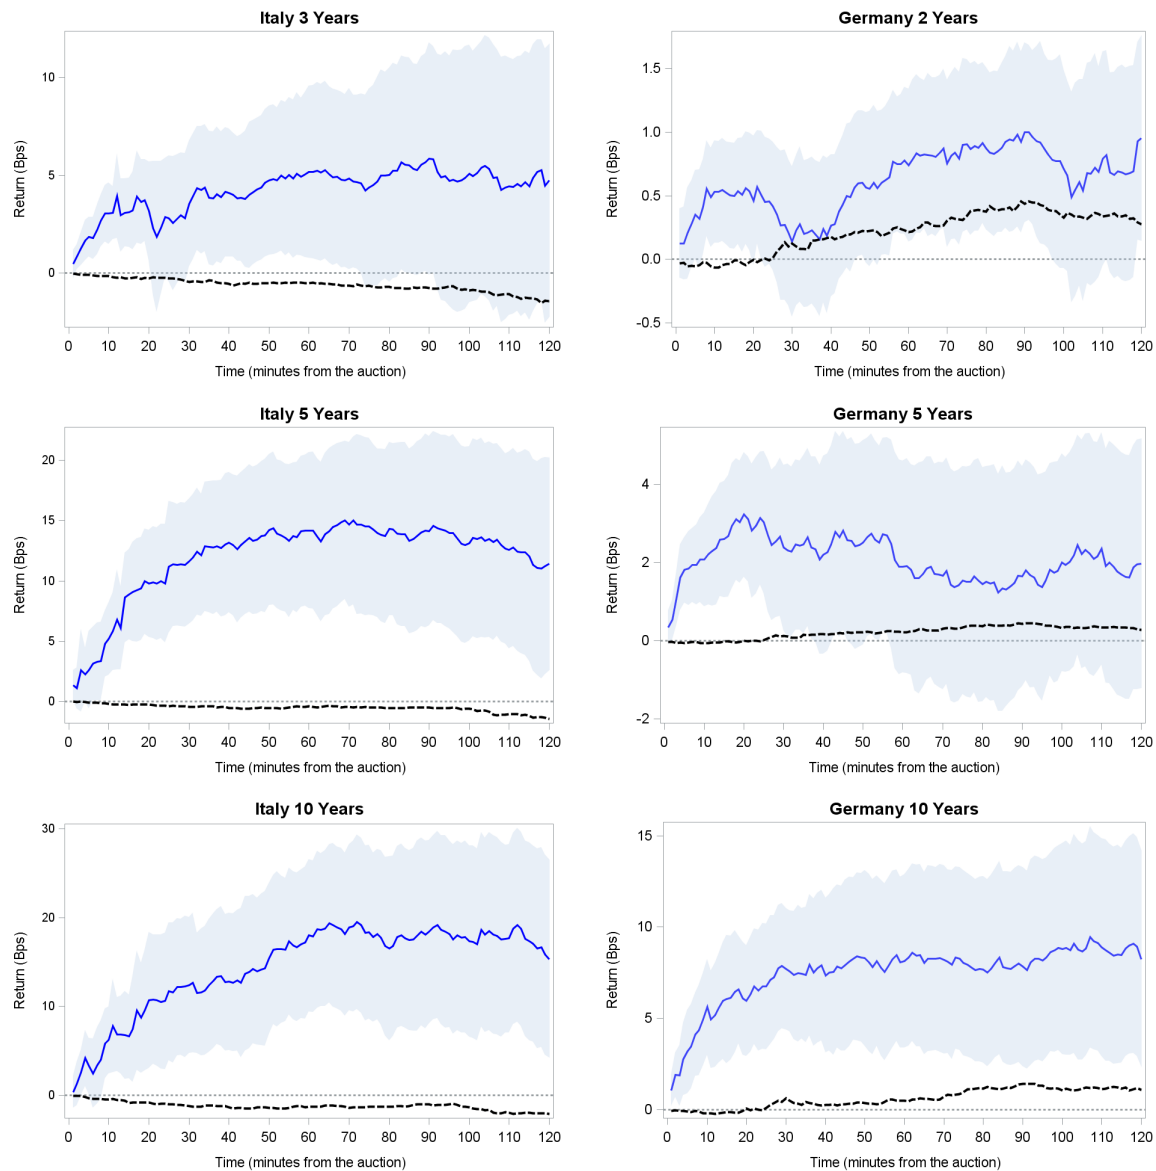 Italy 3 Years
Return (Bps)
10
5
0
0 10 20 30 40 50 60 70 80 90 100 110 120
Time (minutes from the auction)
Germany 2 Years
Return (Bps)
1.5
1.0
0.5
0.0
-0.5
0 10 20 30 40 50 60 70 80 90 100 110 120
Time (minutes from the auction)
Italy 5 Years
Return (Bps)
20
15
10
5
0
0 10 20 30 40 50 60 70 80 90 100 110 120
Time (minutes from the auction)
Germany 5 Years
Return (Bps)
4
2
0
-2
0 10 20 30 40 50 60 70 80 90 100 110 120
Time (minutes from the auction)
Italy 10 Years
Return (Bps)
30
20
10
0
0 10 20 30 40 50 60 70 80 90 100 110 120
Time (minutes from the auction)
Germany 10 Years
Return (Bps)
15
10
5
0
0 10 20 30 40 50 60 70 80 90 100 110 120
Time (minutes from the auction)